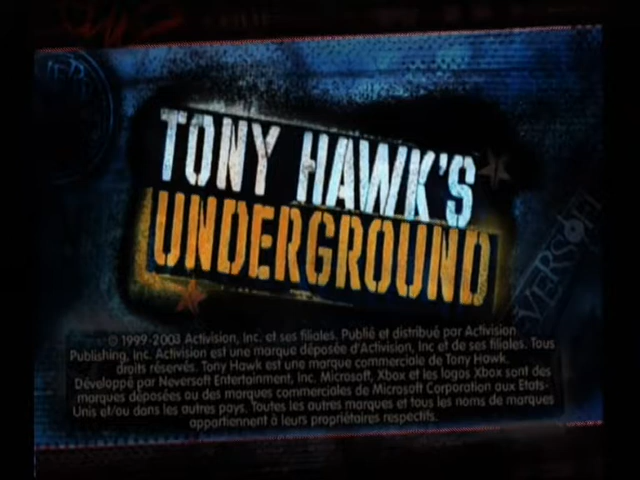 TONY HAWK'S
UNDERGROUND
VERSOFT
© 1999-2003 Activision, Inc. et ses filiales. Publié et distribué par Activision
Publishing, Inc. Activision est une marque déposée d'Activision, Inc et de ses filiales. Tous
droits réservés. Tony Hawk est une marque commerciale de Tony Hawk.
Développé par Neversoft Entertainment, Inc. Microsoft, Xbox et les logos Xbox sont des
marques déposées ou des marques commerciales de Microsoft Corporation aux Etats-
Unis et/ou dans les autres pays. Toutes les autres marques et tous les noms de marques
appartiennent à leurs propriétaires respectifs.